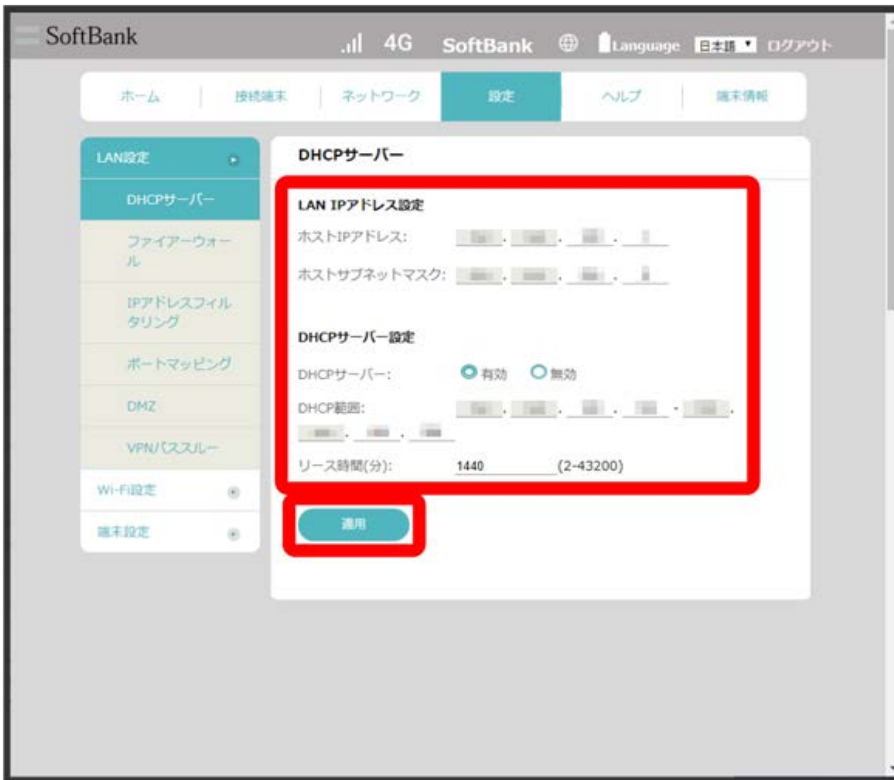 SoftBank
4G SoftBank Language 日本語 ログアウト
ホーム 接続端末 ネットワーク 設定 ヘルプ 端末情報
LAN設定
DHCPサーバー
ファイアーウォー
ル
IPアドレスフィル
タリング
ポートマッピング
DMZ
VPNパススルー
Wi-Fi設定
端末設定
DHCPサーバー
LAN IPアドレス設定
ホストIPアドレス: . . .
ホストサブネットマスク: . . .
DHCPサーバー設定
DHCPサーバー: 有効 無効
DHCP範囲: . . . - .
. .
リース時間(分): 1440 (2-43200)
適用